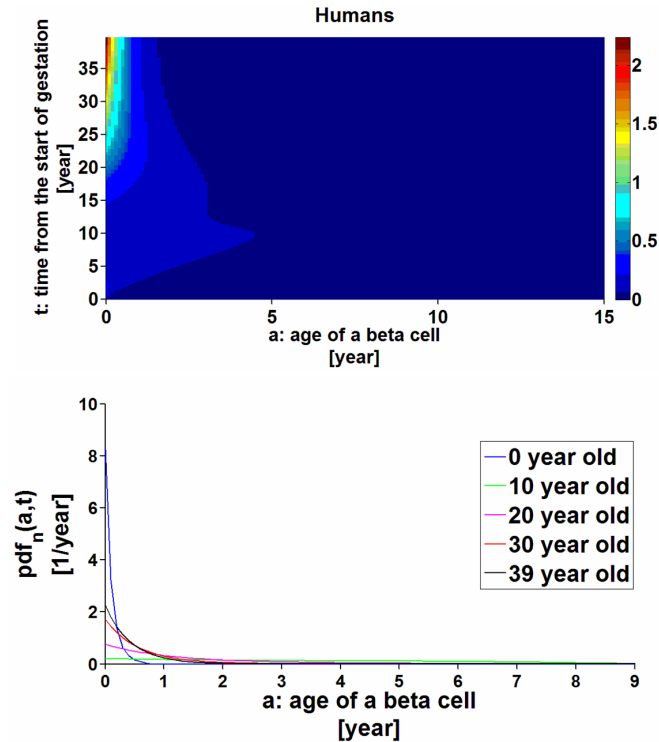 Humans
t: time from the start of gestation
[year]
35
30
25
20
15
10
5
0
0
5
10
15
2
1.5
1
0.5
0
a: age of a beta cell
[year]
pdfn(a,t)
[1/year]
10
8
6
4
2
0
0 year old
10 year old
20 year old
30 year old
39 year old
0 1 2 3 4 5 6 7 8 9
a: age of a beta cell
[year]